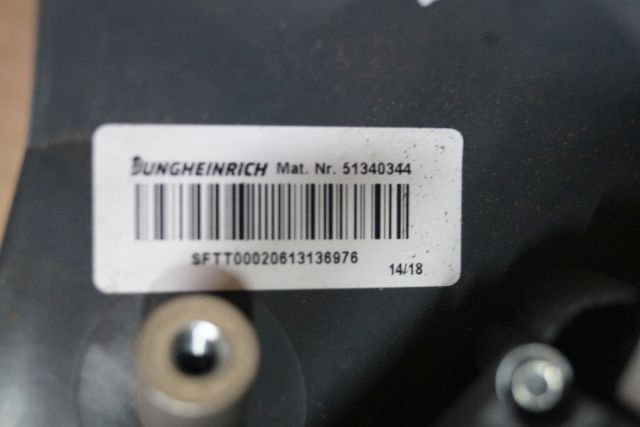 JUNGHEINRICH Mat. Nr. 51340344
SFTT00020613136976
14/18